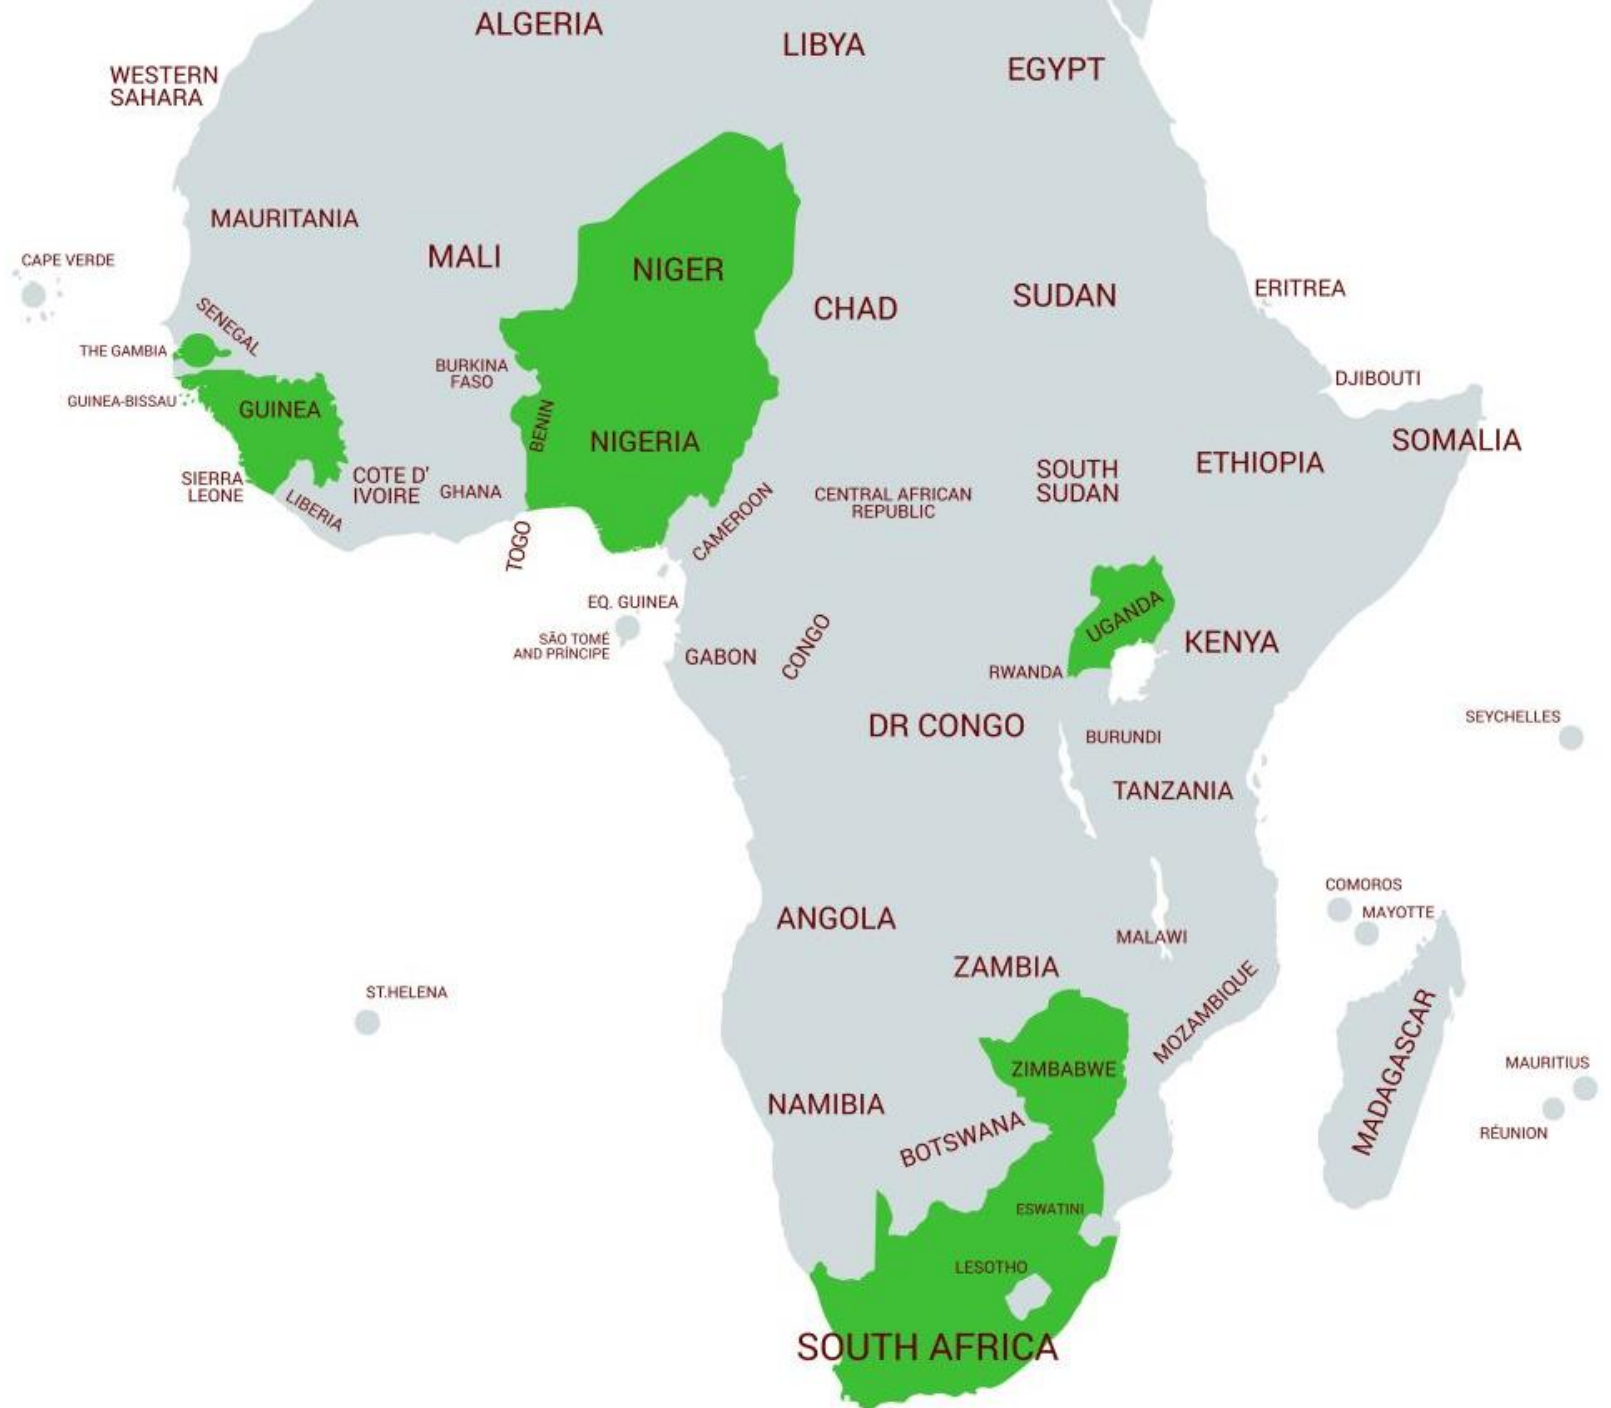 ALGERIA
LIBYA
EGYPT
WESTERN
SAHARA
MAURITANIA
MALI
NIGER
CAPE VERDE
CHAD
SUDAN
ERITREA
SENEGAL
THE GAMBIA
BURKINA
FASO
DJIBOUTI
GUINEA-BISSAU
GUINEA
BENIN
NIGERIA
SOMALIA
ETHIOPIA
SOUTH
SUDAN
SIERRA
LEONE
COTE D'
IVOIRE
GHANA
LIBERIA
CENTRAL AFRICAN
REPUBLIC
CAMEROON
TOGO
EQ. GUINEA
SÃO TOMÉ
AND PRÍNCIPE
GABON
CONGO
UGANDA
KENYA
RWANDA
DR CONGO
BURUNDI
SEYCHELLES
TANZANIA
COMOROS
MAYOTTE
ANGOLA
MALAWI
ZAMBIA
ST.HELENA
MOZAMBIQUE
MADAGASCAR
ZIMBABWE
MAURITIUS
NAMIBIA
BOTSWANA
RÉUNION
ESWATINI
LESOTHO
SOUTH AFRICA